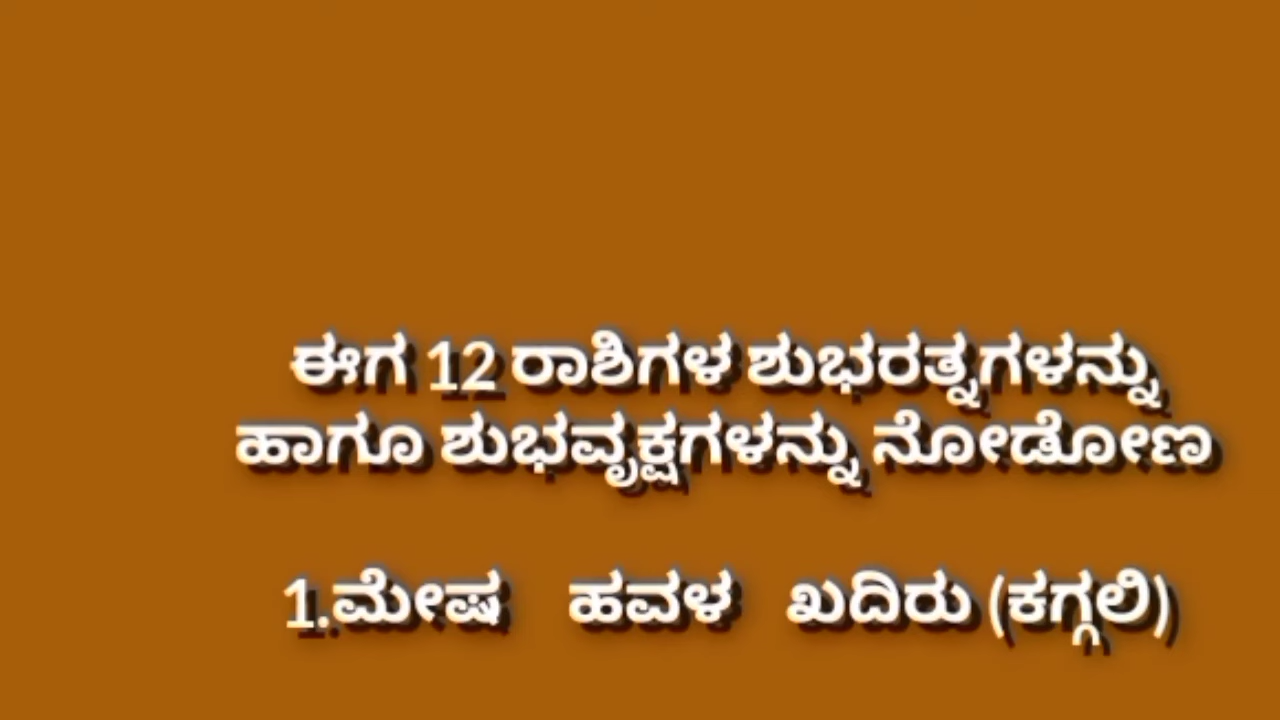 ಈಗ 12 ರಾಶಿಗಳ ಶುಭರತ್ನಗಳನ್ನು
ಹಾಗೂ ಶುಭವೃಕ್ಷಗಳನ್ನು ನೋಡೋಣ
1.ಮೇಷ ಹವಳ ಖದಿರು (ಕಗ್ಗಲಿ)